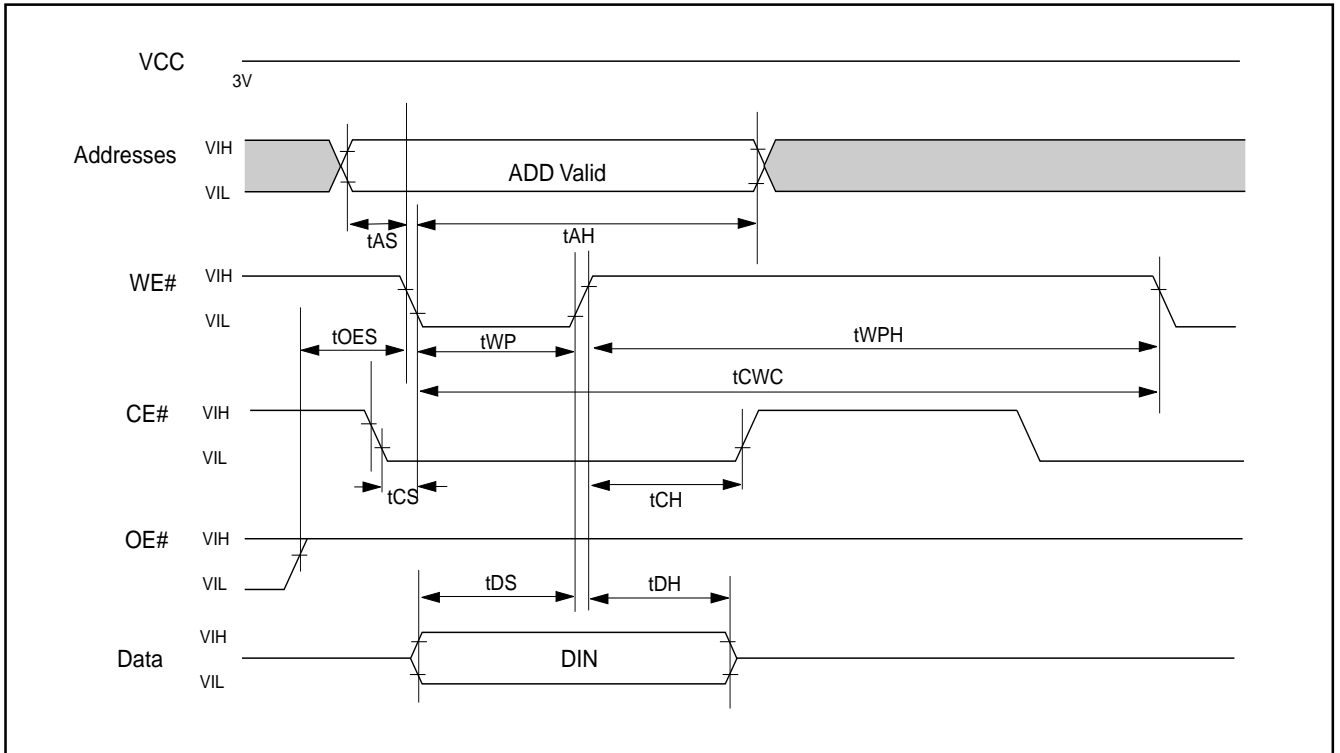 VCC
3V
Addresses
VIH
VIL
ADD Valid
tAS
tAH
WE#
VIH
VIL
tOES
tWP
tWPH
tCWC
CE#
VIH
VIL
tCS
tCH
OE#
VIH
VIL
tDS
tDH
Data
VIH
VIL
DIN